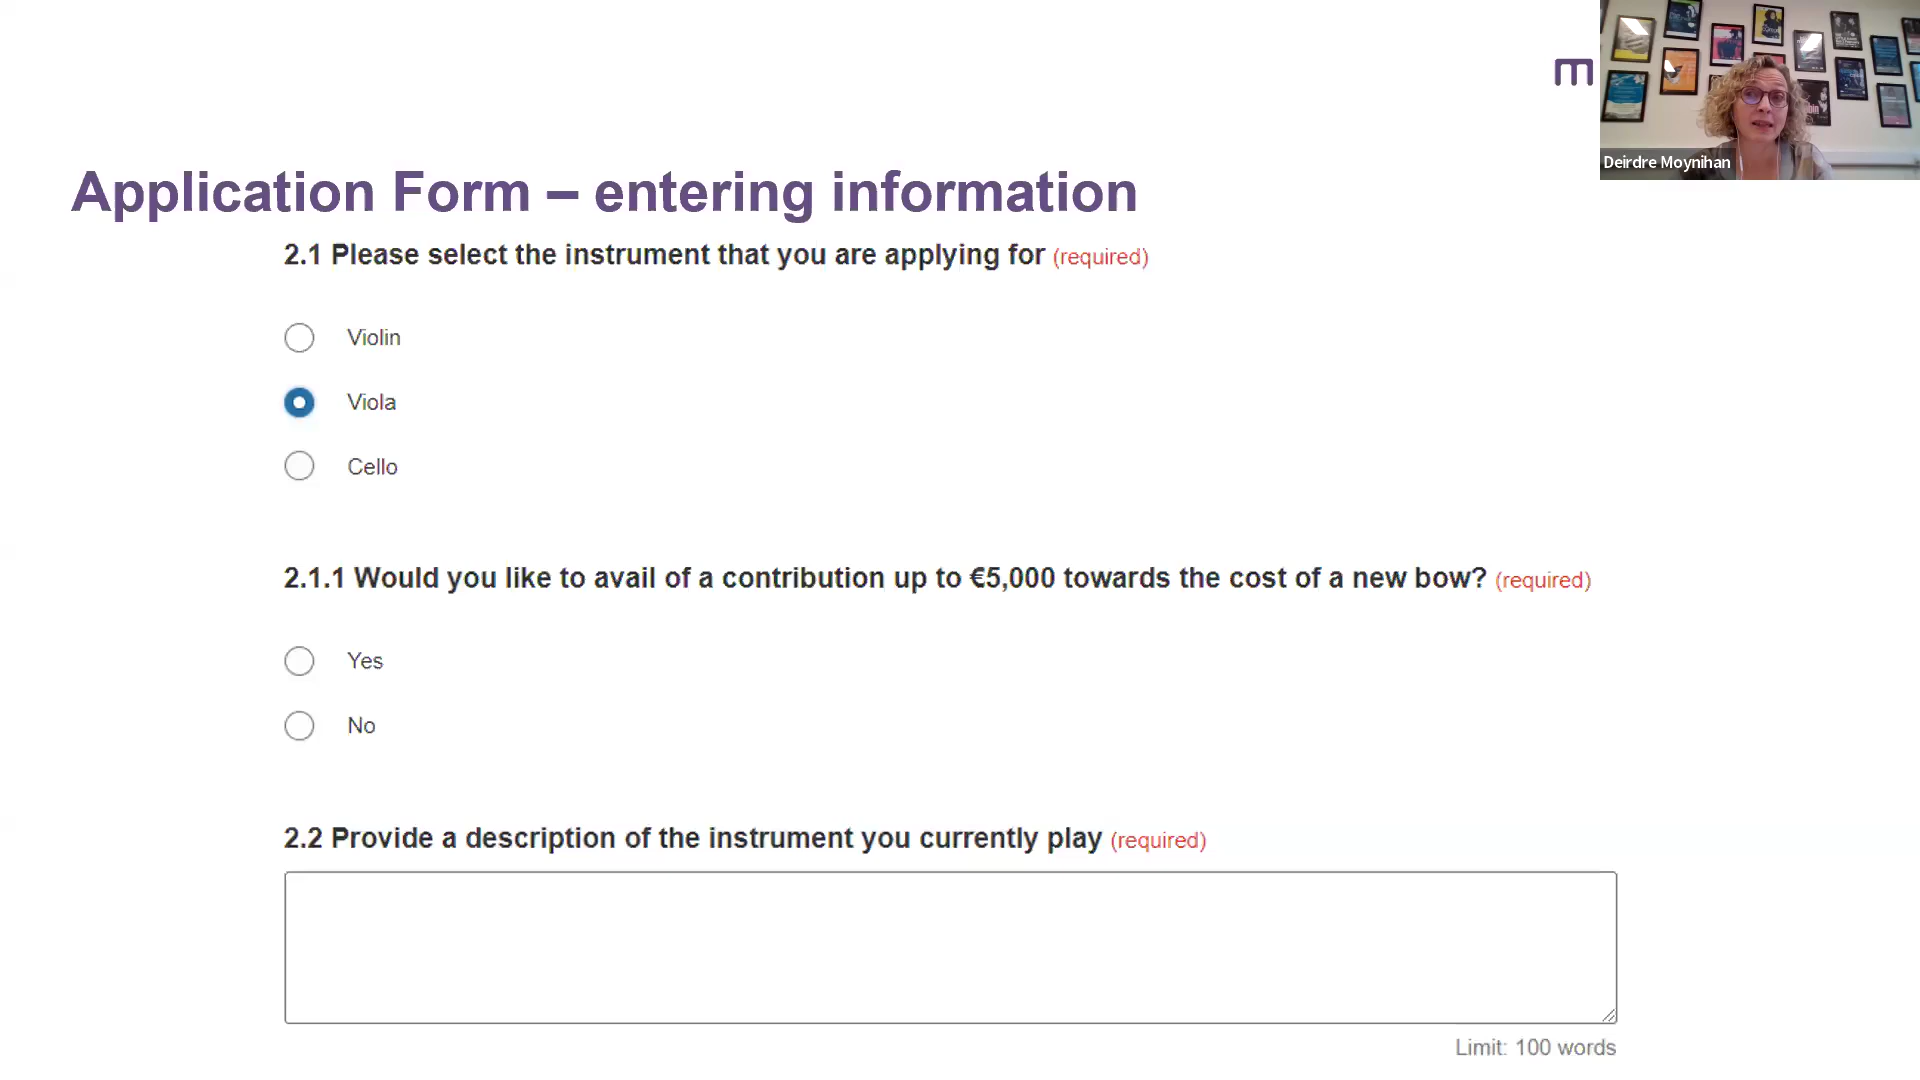 m
Deirdre Moynihan
Application Form – entering information
2.1 Please select the instrument that you are applying for (required)
Violin
Viola
Cello
2.1.1 Would you like to avail of a contribution up to €5,000 towards the cost of a new bow? (required)
Yes
No
2.2 Provide a description of the instrument you currently play (required)
Limit: 100 words